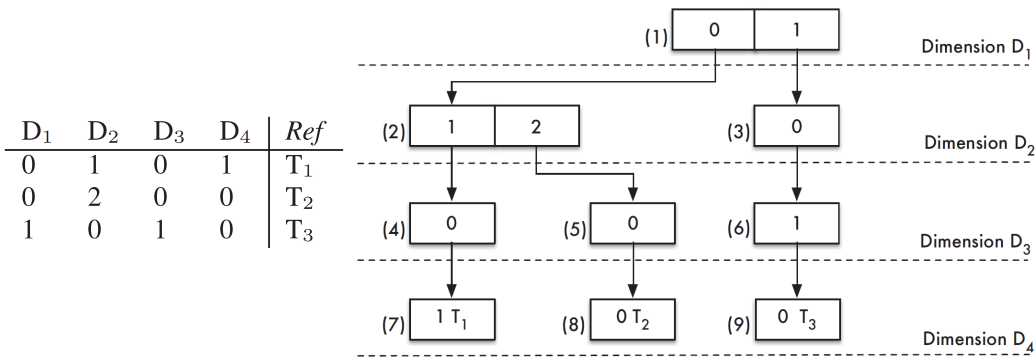 D₁ D₂ D₃ D₄ Ref
0 1 0 1 T₁
0 2 0 0 T₂
1 0 1 0 T₃
(1) 0 1
Dimension D₁
(2) 1 2 (3) 0
Dimension D₂
(4) 0 (5) 0 (6) 1
Dimension D₃
(7) 1 T₁ (8) 0 T₂ (9) 0 T₃
Dimension D₄